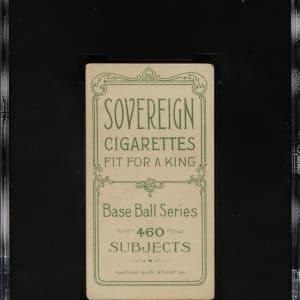 SOVEREIGN
CIGARETTES
FIT FOR A KING
Base Ball Series
460
SUBJECTS